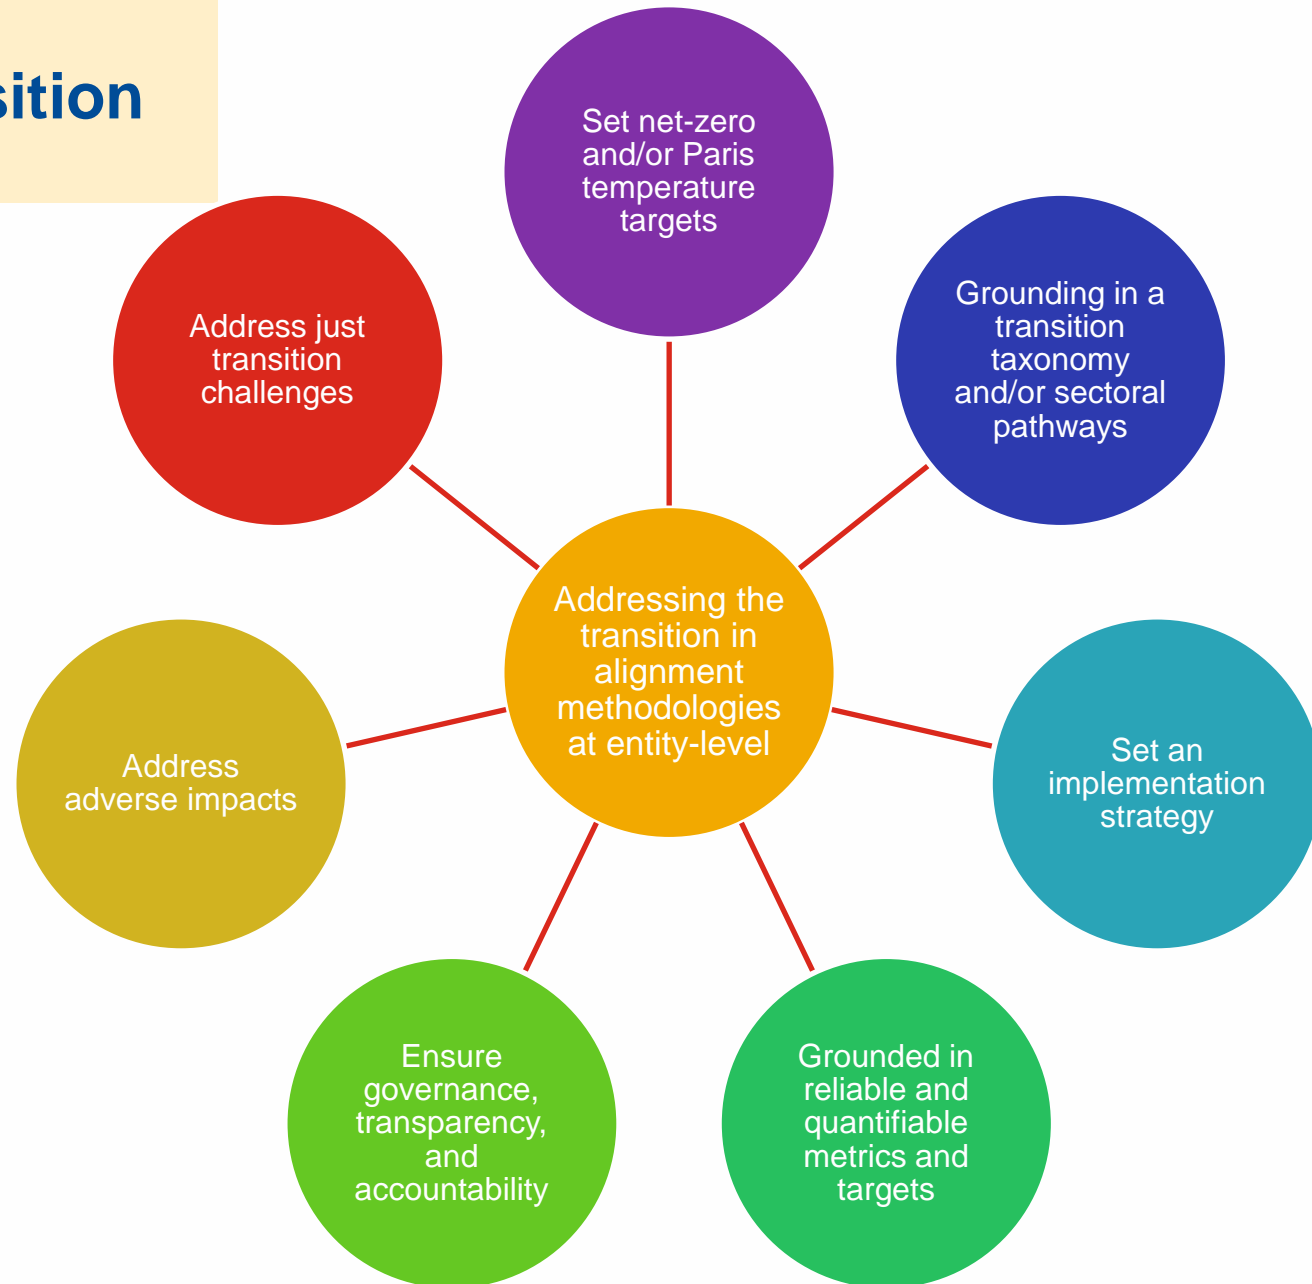 sition
Set net-zero
and/or Paris
temperature
targets
Grounding in a
transition
taxonomy
and/or sectoral
pathways
Address just
transition
challenges
Addressing the
transition in
alignment
methodologies
at entity-level
Set an
implementation
strategy
Address
adverse impacts
Grounded in
reliable and
quantifiable
metrics and
targets
Ensure
governance,
transparency,
and
accountability